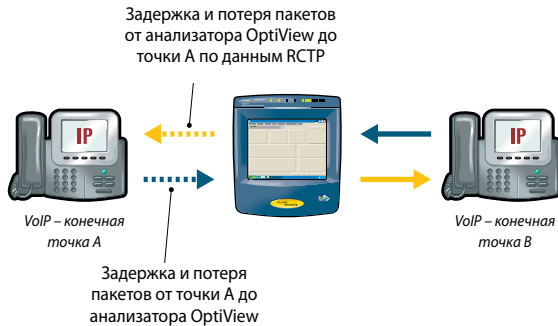 Задержка и потеря пакетов
от анализатора OptiView до
точки А по данным RCTP
IP
IP
VoIP – конечная
точка А
VoIP – конечная
точка В
Задержка и потеря
пакетов от точки А до
анализатора OptiView